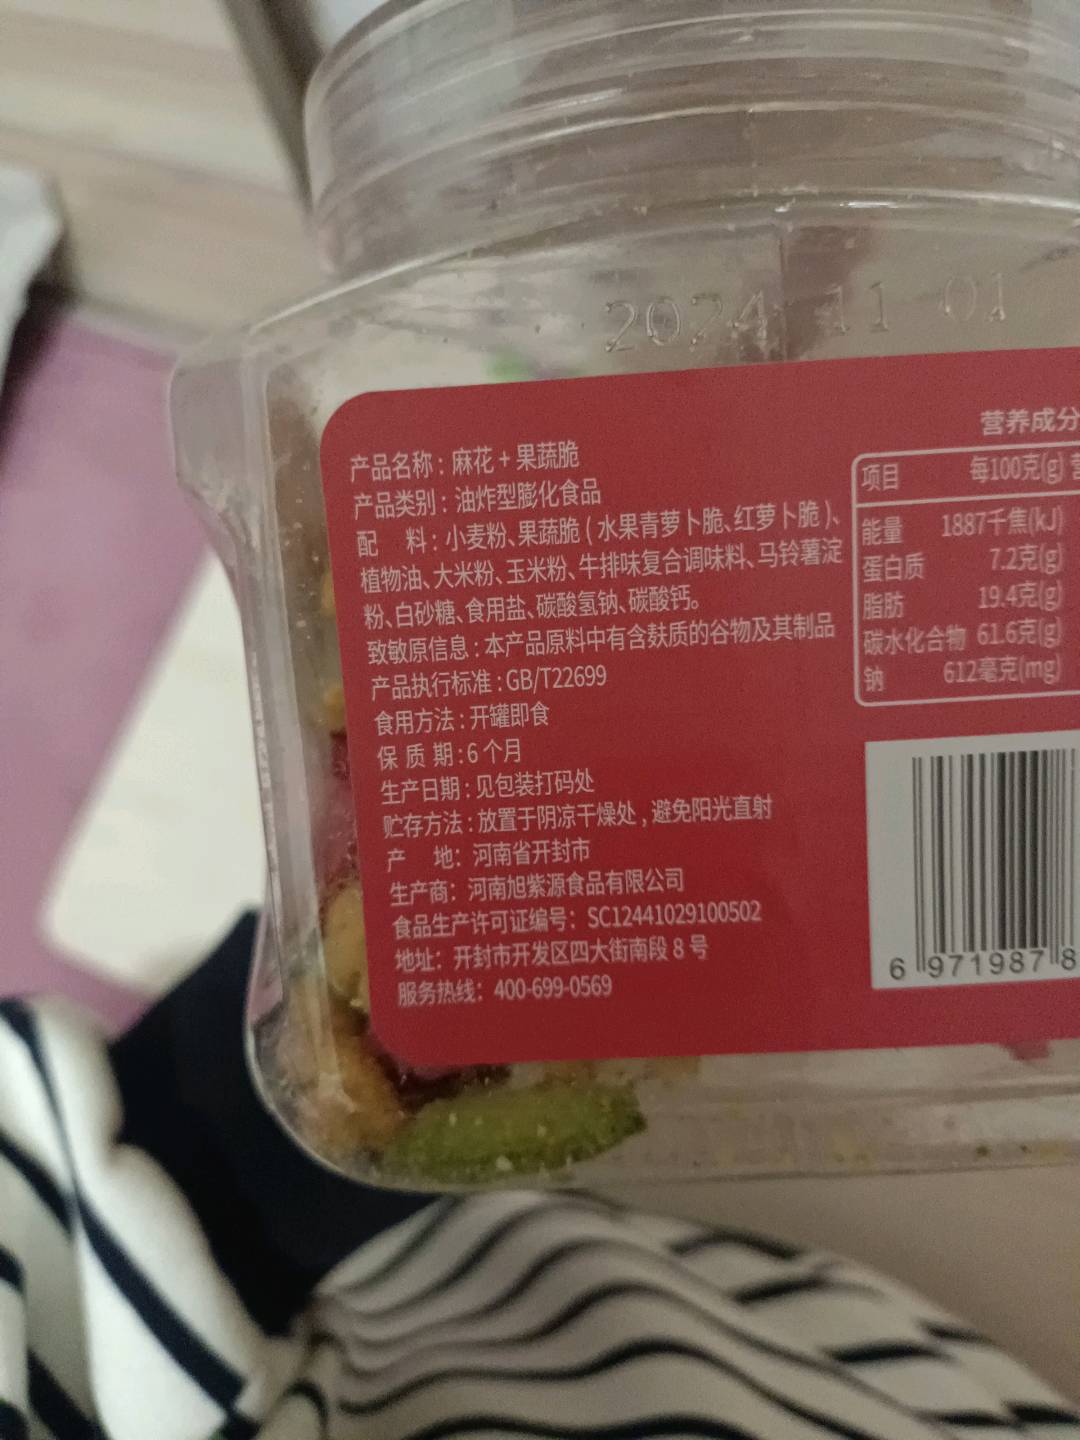 2024 11 01
产品名称：麻花+果蔬脆
产品类别：油炸型膨化食品
配 料：小麦粉、果蔬脆（水果青萝卜脆、红萝卜脆）、
植物油、大米粉、玉米粉、牛排味复合调味料、马铃薯淀
粉、白砂糖、食用盐、碳酸氢钠、碳酸钙。
致敏原信息：本产品原料中有含麸质的谷物及其制品
产品执行标准：GB/T22699
食用方法：开罐即食
保 质 期：6个月
生产日期：见包装打码处
贮存方法：放置于阴凉干燥处，避免阳光直射
产 地：河南省开封市
生产商：河南旭紫源食品有限公司
食品生产许可证编号：SC12441029100502
地址：开封市开发区四大街南段8号
服务热线：400-699-0569
营养成分
项目 每100克(g) 营
能量 1887千焦(kJ)
蛋白质 7.2克(g)
脂肪 19.4克(g)
碳水化合物 61.6克(g)
钠 612毫克(mg)
6 971987 8